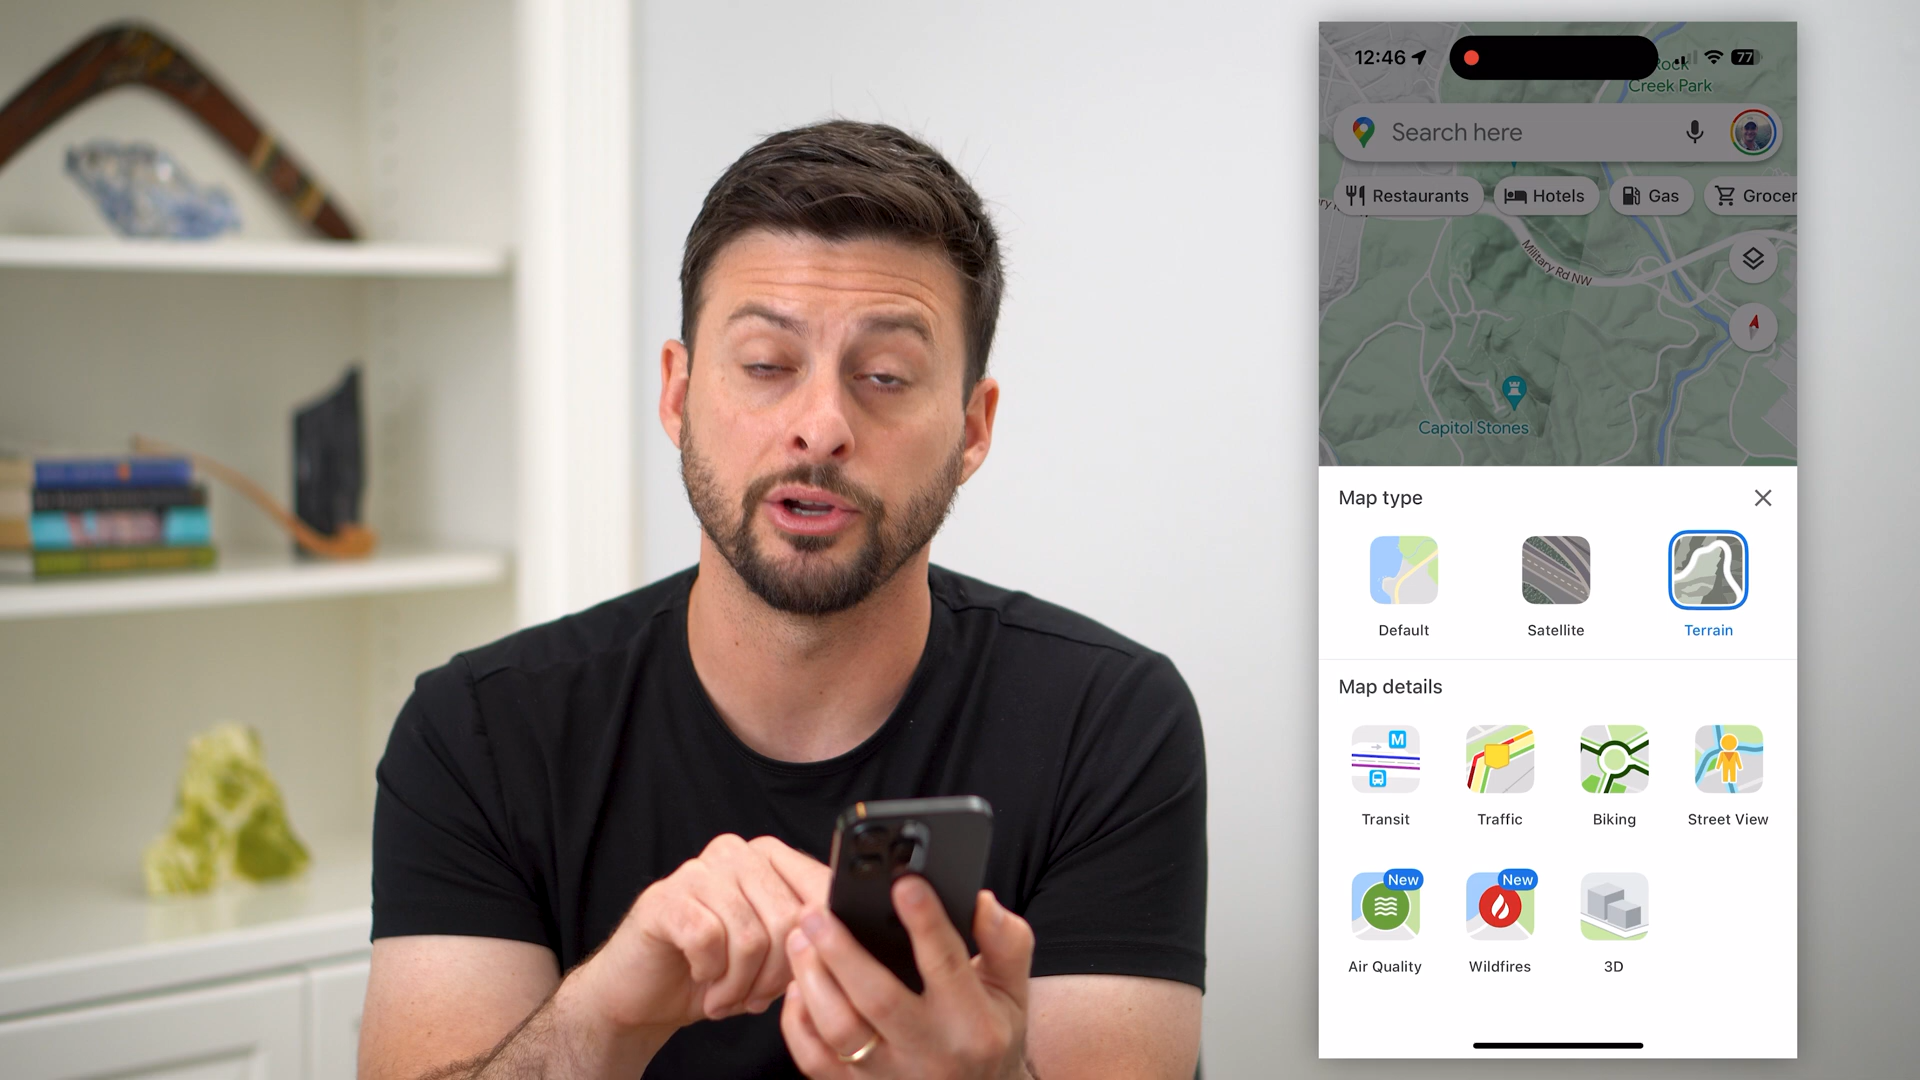 12:46
77
Rock
Creek Park
Search here
Restaurants
Hotels
Gas
Grocer
Military Rd NW
Capitol Stones
Map type
Default
Satellite
Terrain
Map details
M
Transit
Traffic
Biking
Street View
New
New
Air Quality
Wildfires
3D